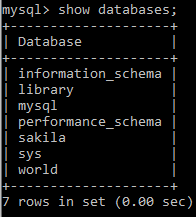 mysql> show databases;
+--------------------+
| Database           |
+--------------------+
| information_schema |
| library            |
| mysql              |
| performance_schema |
| sakila             |
| sys                |
| world              |
+--------------------+
7 rows in set (0.00 sec)